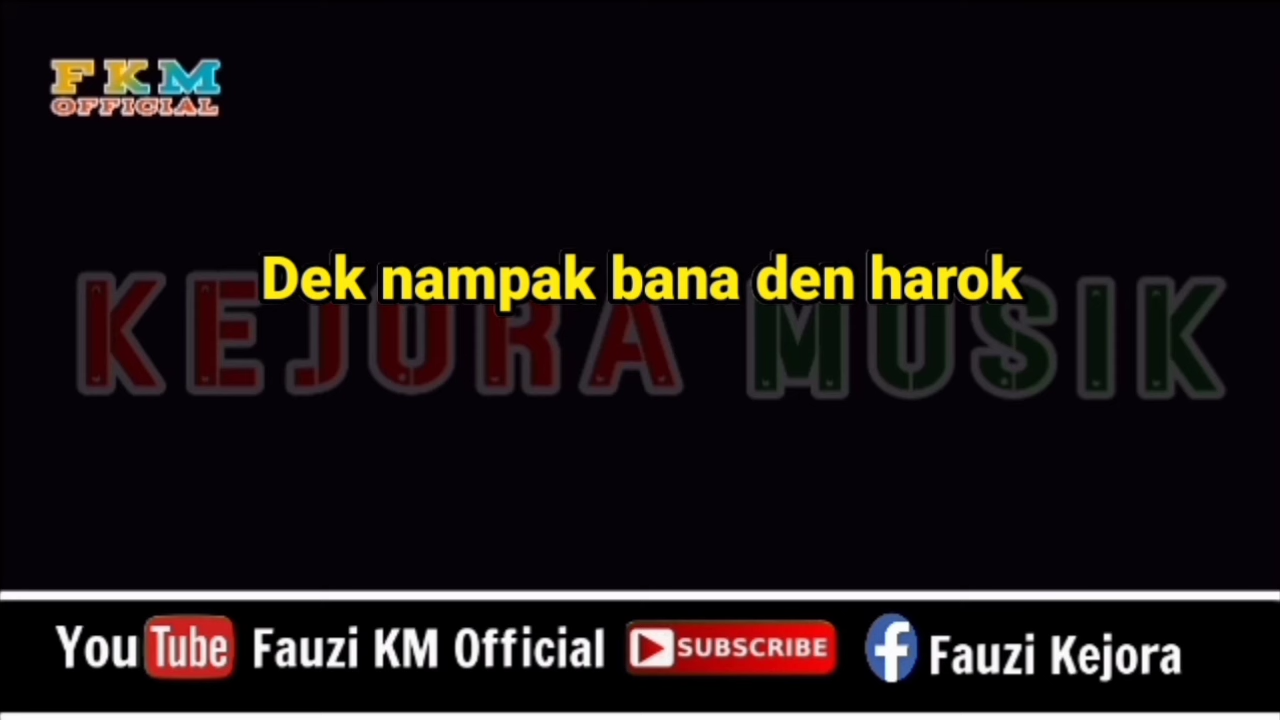 FKM
OFFICIAL
Dek nampak bana den harok
KEJORA MUSIK
YouTube Fauzi KM Official SUBSCRIBE f Fauzi Kejora